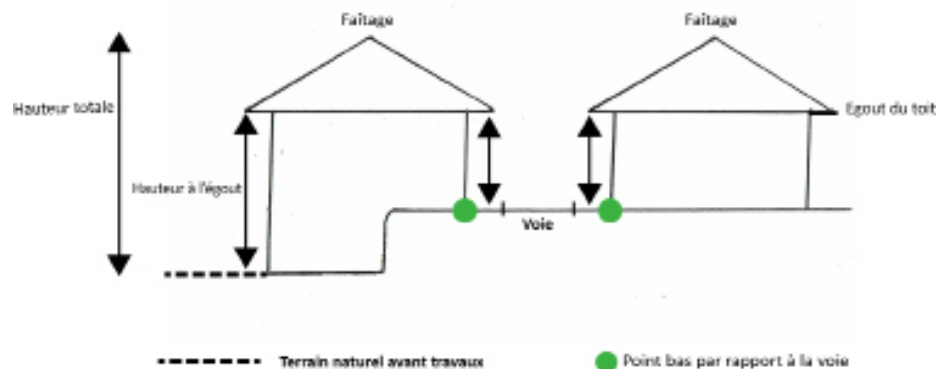 Faîtage
Faîtage
Hauteur totale
Egout du toit
Hauteur à l'égout
Voie
Terrain naturel avant travaux
Point bas par rapport à la voie